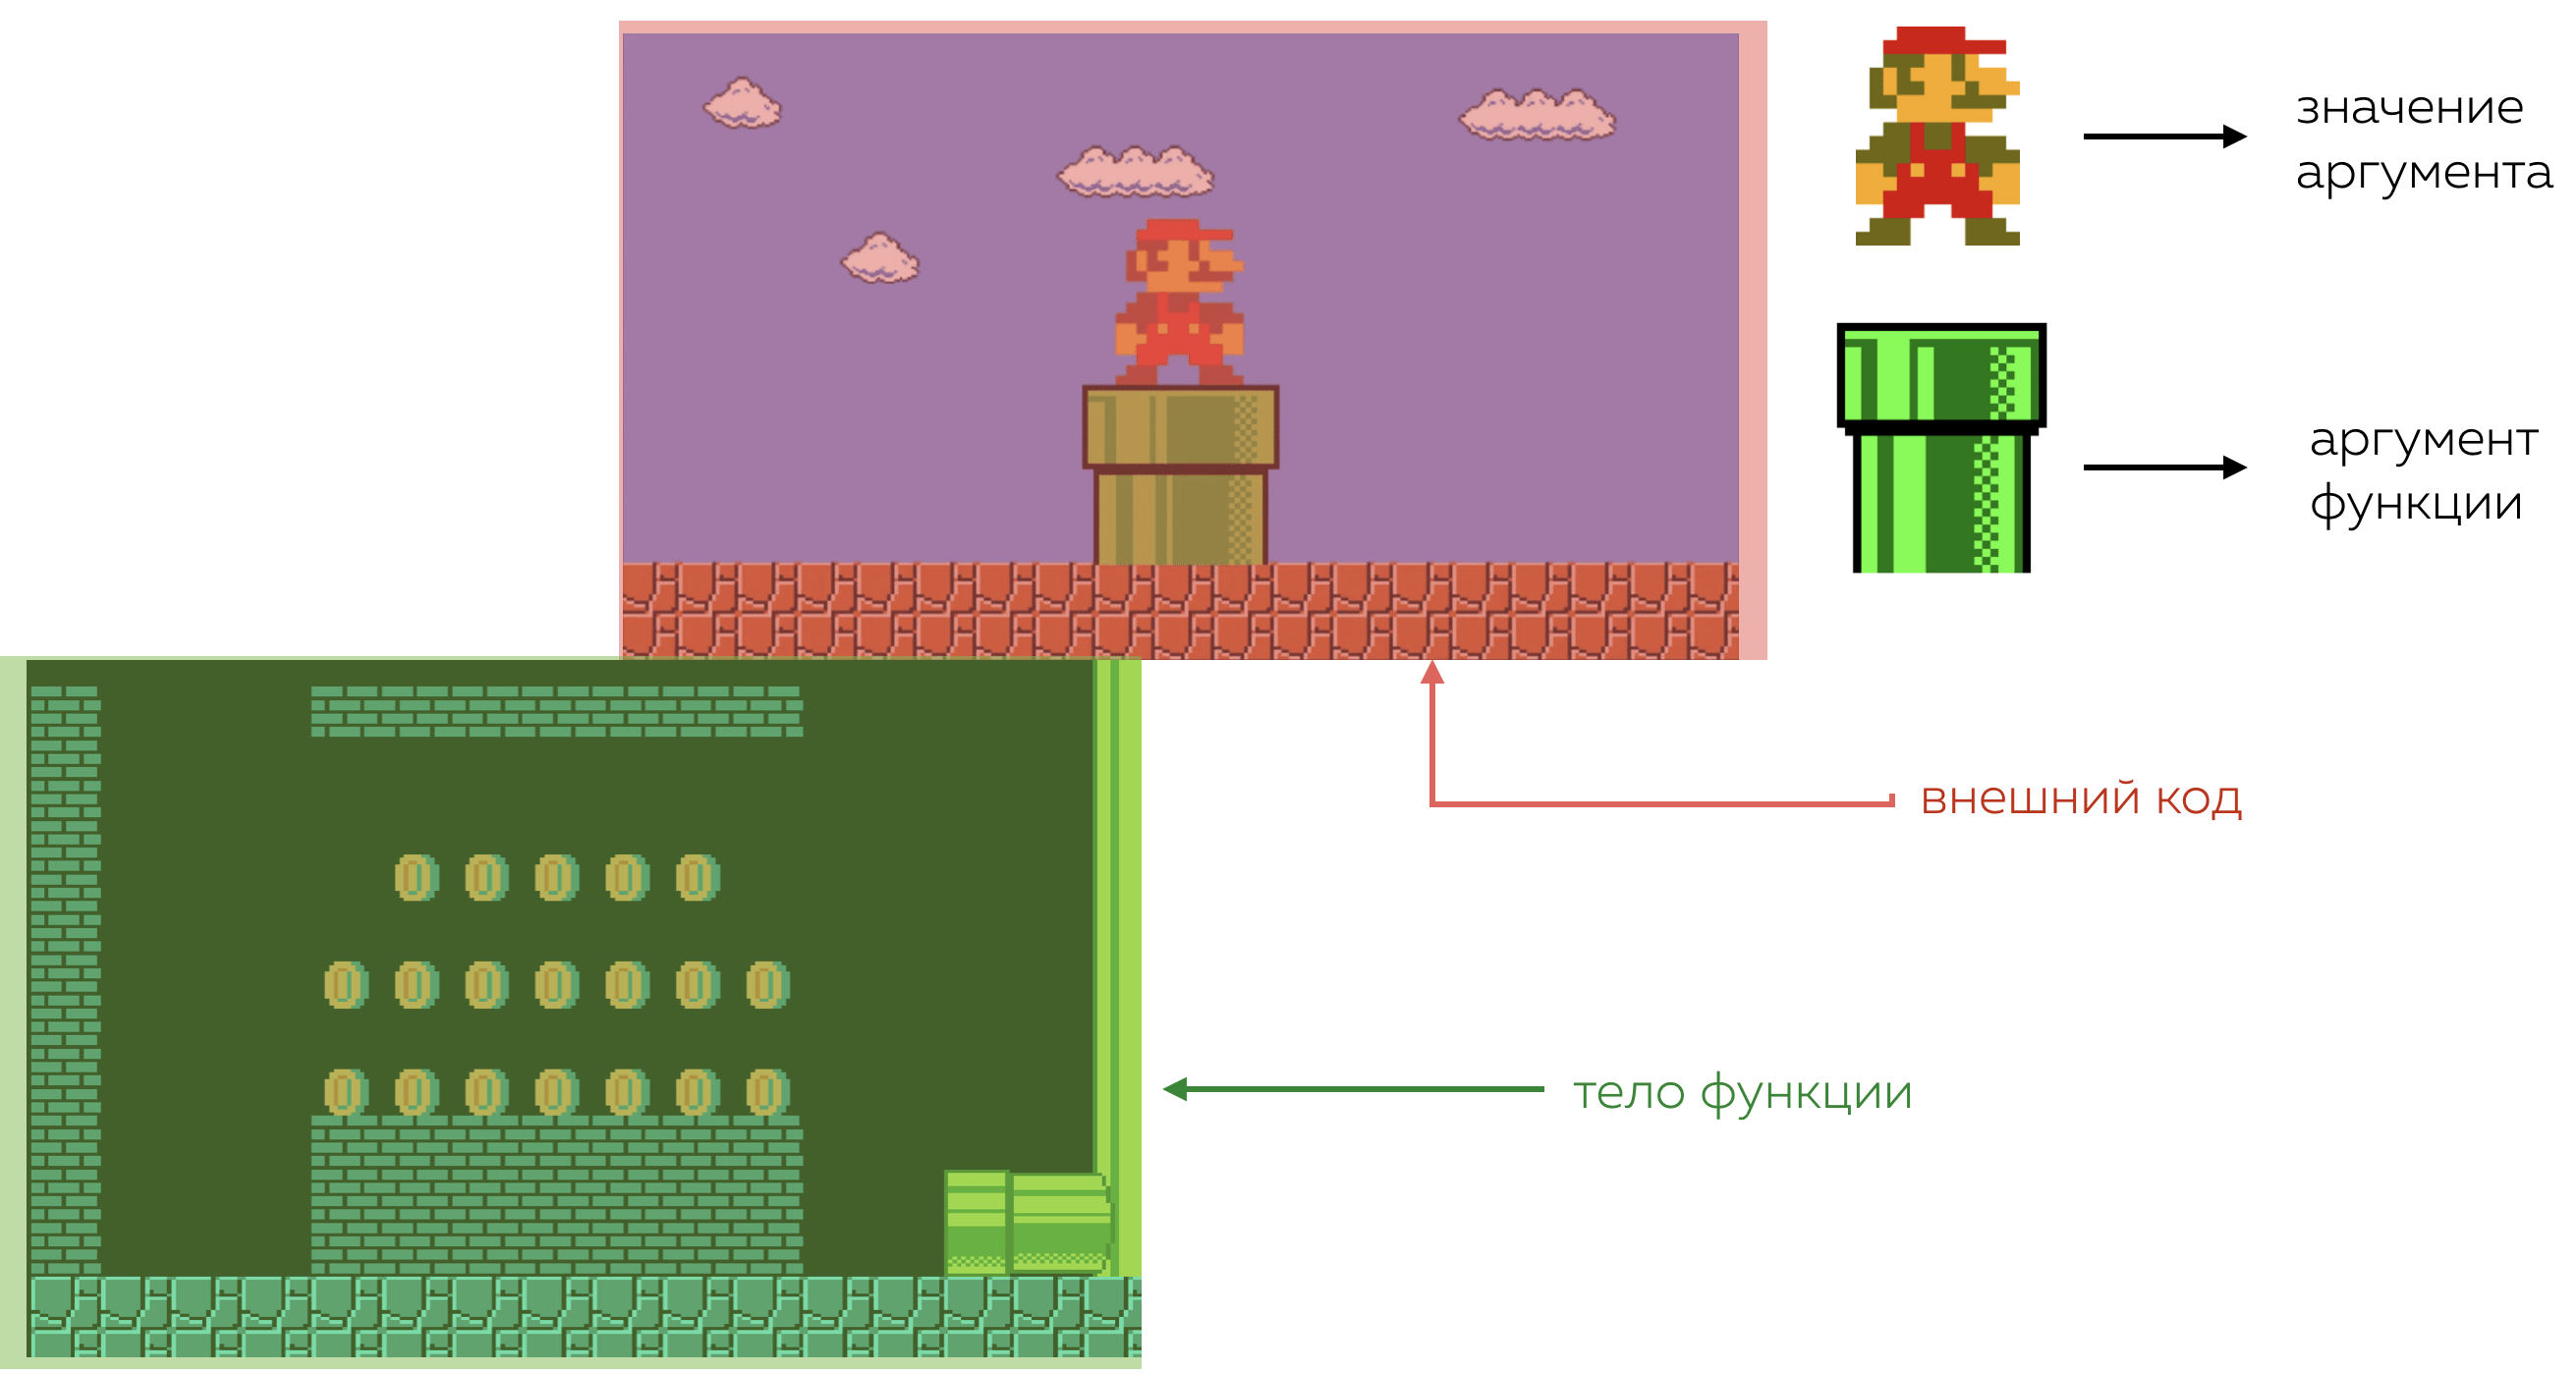 значение
аргумента
аргумент
функции
внешний код
тело функции